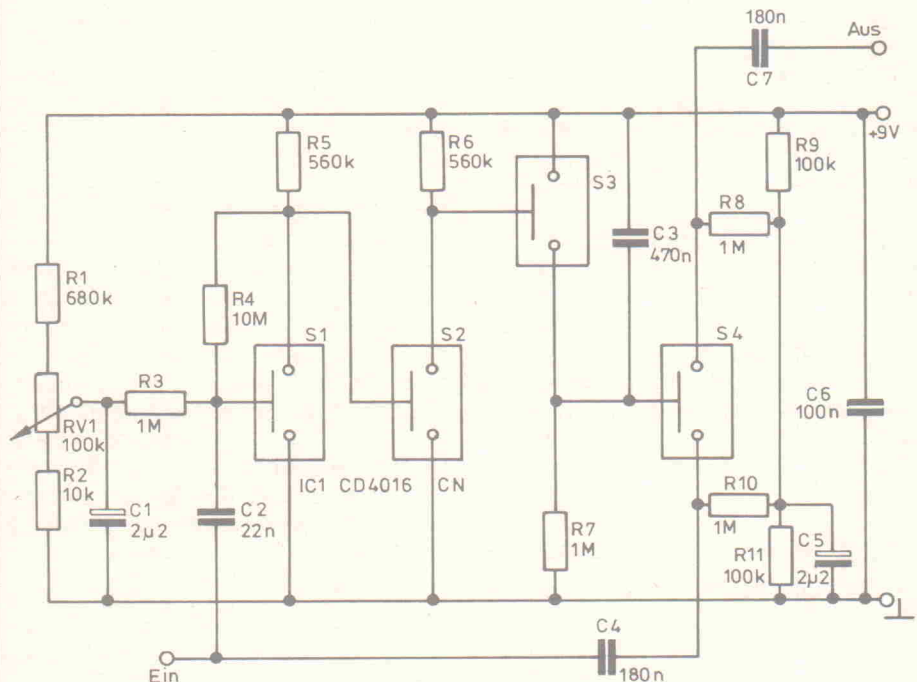 180n
C7
Aus
+9V
R5
560k
R6
560k
S3
R9
100k
R8
1M
C3
470n
R1
680k
R4
10M
S1
S2
S4
R3
1M
RV1
100k
C6
100n
R2
10k
C1
2µ2
C2
22n
IC1 CD4016 CN
R7
1M
R10
1M
R11
100k
C5
2µ2
C4
180n
Ein